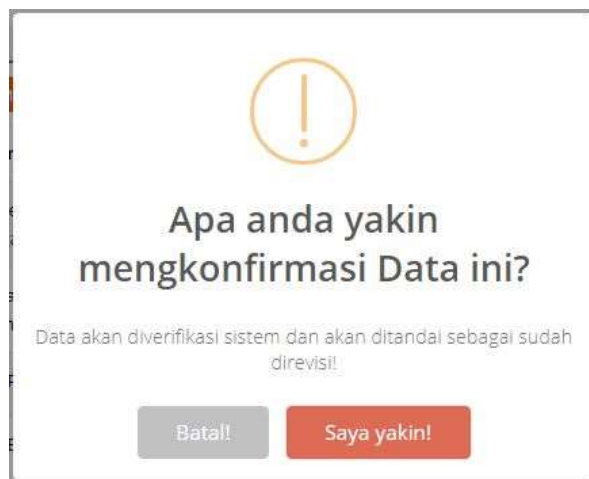 Apa anda yakin
mengkonfirmasi Data ini?
Data akan diverifikasi sistem dan akan ditandai sebagai sudah
direvisi!
Batal!
Saya yakin!